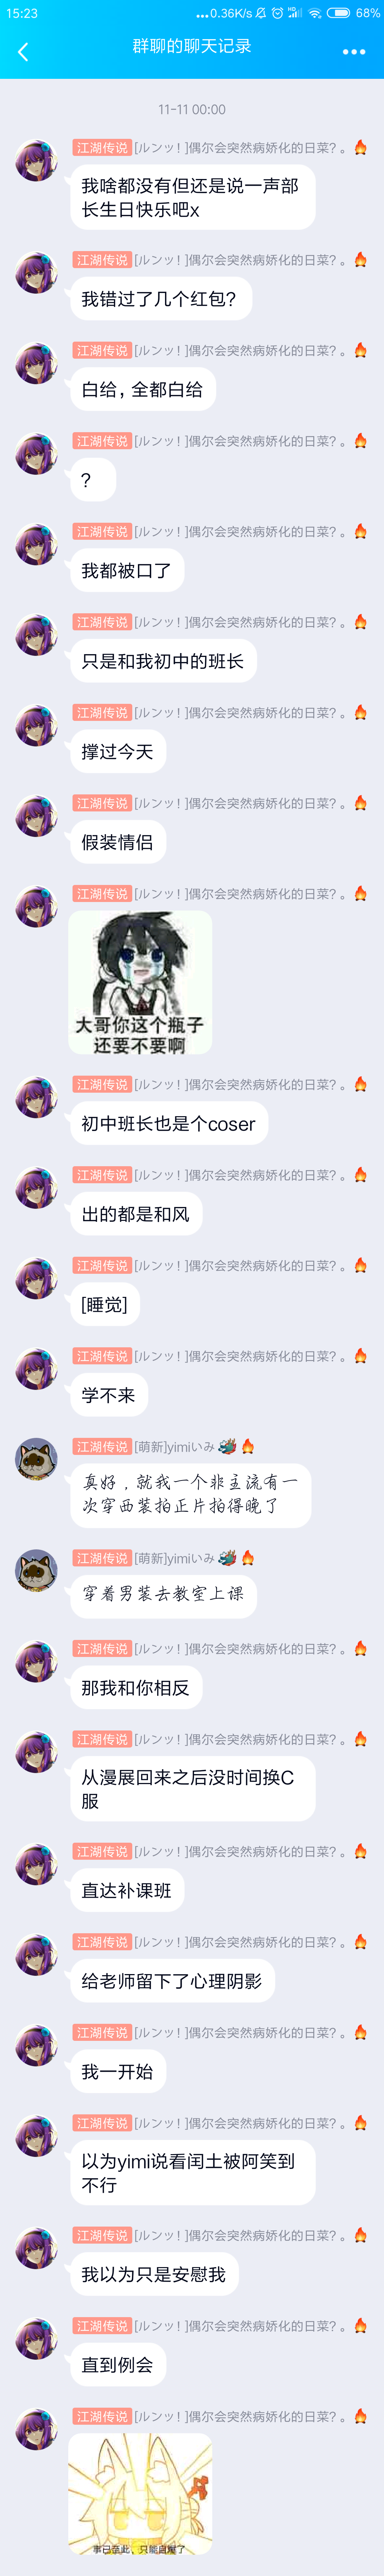 15:23
...0.36K/s
HD
68%
群聊的聊天记录
11-11 00:00
江湖传说 [ルンッ！]偶尔会突然病娇化的日菜？。🔥
我啥都没有但还是说一声部
长生日快乐吧x
江湖传说 [ルンッ！]偶尔会突然病娇化的日菜？。🔥
我错过了几个红包?
江湖传说 [ルンッ！]偶尔会突然病娇化的日菜？。🔥
白给，全都白给
江湖传说 [ルンッ！]偶尔会突然病娇化的日菜？。🔥
?
江湖传说 [ルンッ！]偶尔会突然病娇化的日菜？。🔥
我都被口了
江湖传说 [ルンッ！]偶尔会突然病娇化的日菜？。🔥
只是和我初中的班长
江湖传说 [ルンッ！]偶尔会突然病娇化的日菜？。🔥
撑过今天
江湖传说 [ルンッ！]偶尔会突然病娇化的日菜？。🔥
假装情侣
江湖传说 [ルンッ！]偶尔会突然病娇化的日菜？。🔥
大哥你这个瓶子
还要不要啊
江湖传说 [ルンッ！]偶尔会突然病娇化的日菜？。🔥
初中班长也是个coser
江湖传说 [ルンッ！]偶尔会突然病娇化的日菜？。🔥
出的都是和风
江湖传说 [ルンッ！]偶尔会突然病娇化的日菜？。🔥
[睡觉]
江湖传说 [ルンッ！]偶尔会突然病娇化的日菜？。🔥
学不来
江湖传说 [萌新]yimiいみ🐲🔥
真好，就我一个非主流有一
次穿西装拍正片拍得晚了
江湖传说 [萌新]yimiいみ🐲🔥
穿着男装去教室上课
江湖传说 [ルンッ！]偶尔会突然病娇化的日菜？。🔥
那我和你相反
江湖传说 [ルンッ！]偶尔会突然病娇化的日菜？。🔥
从漫展回来之后没时间换C
服
江湖传说 [ルンッ！]偶尔会突然病娇化的日菜？。🔥
直达补课班
江湖传说 [ルンッ！]偶尔会突然病娇化的日菜？。🔥
给老师留下了心理阴影
江湖传说 [ルンッ！]偶尔会突然病娇化的日菜？。🔥
我一开始
江湖传说 [ルンッ！]偶尔会突然病娇化的日菜？。🔥
以为yimi说看闰土被阿笑到
不行
江湖传说 [ルンッ！]偶尔会突然病娇化的日菜？。🔥
我以为只是安慰我
江湖传说 [ルンッ！]偶尔会突然病娇化的日菜？。🔥
直到例会
江湖传说 [ルンッ！]偶尔会突然病娇化的日菜？。🔥
事已至此，只能自爆了